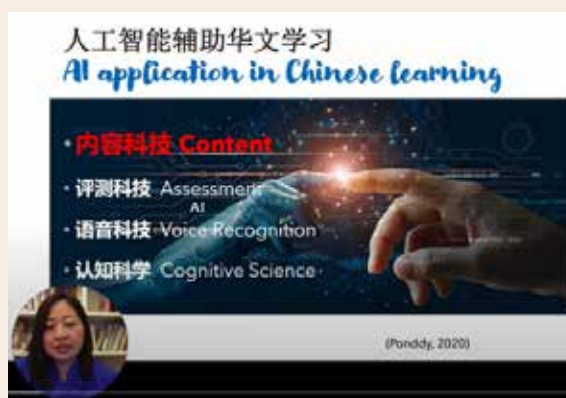 人工智能辅助华文学习
AI application in Chinese learning
• 内容科技 Content
• 评测科技 Assessment
AI
• 语音科技 Voice Recognition
• 认知科学 Cognitive Science
(Ponddy, 2020)